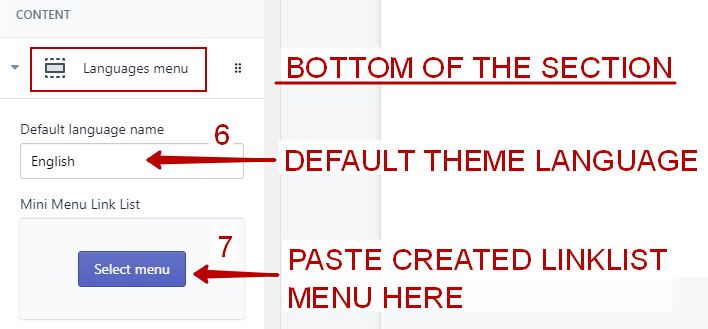 CONTENT
Languages menu
BOTTOM OF THE SECTION
Default language name
6
English
DEFAULT THEME LANGUAGE
Mini Menu Link List
7
Select menu
PASTE CREATED LINKLIST
MENU HERE